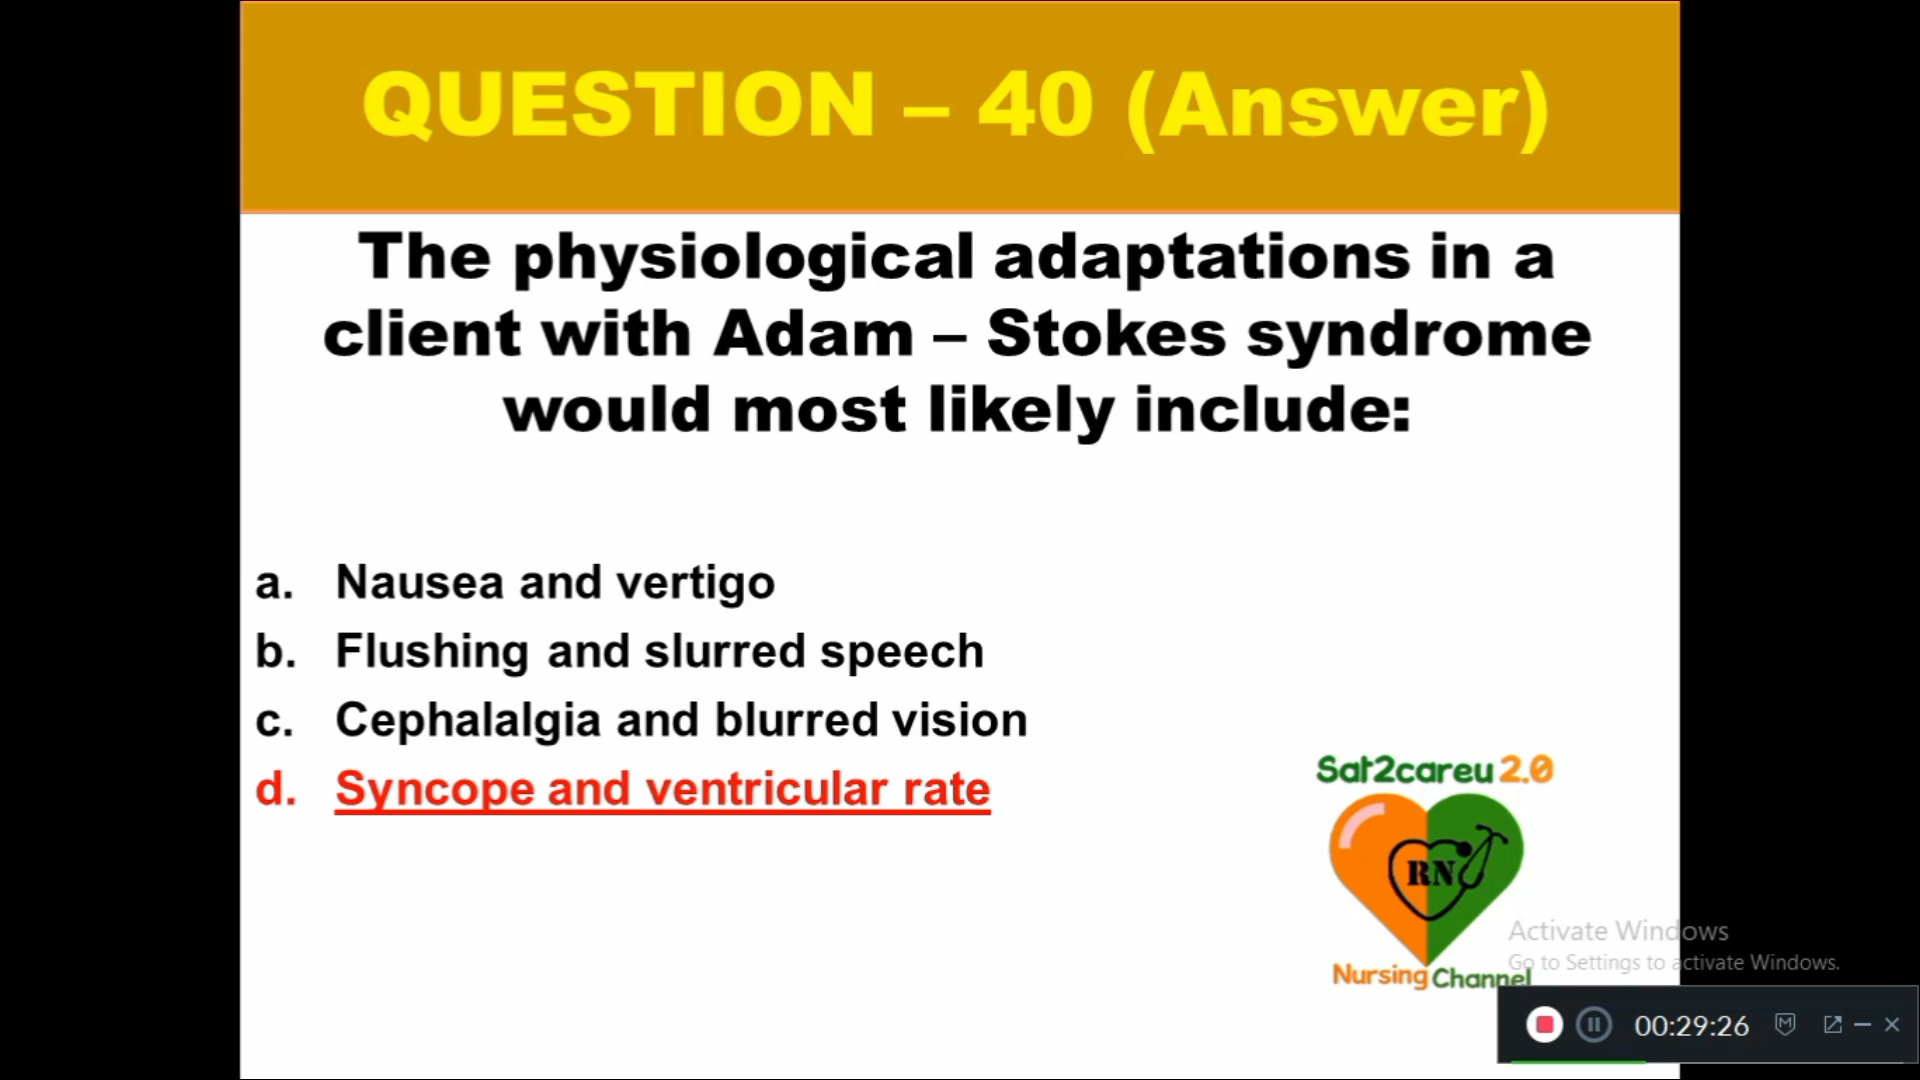 QUESTION – 40 (Answer)
The physiological adaptations in a
client with Adam – Stokes syndrome
would most likely include:
a. Nausea and vertigo
b. Flushing and slurred speech
c. Cephalalgia and blurred vision
d. Syncope and ventricular rate
Sat2careu 2.0
RN
Nursing Channel
Activate Windows
Go to Settings to activate Windows.
00:29:26